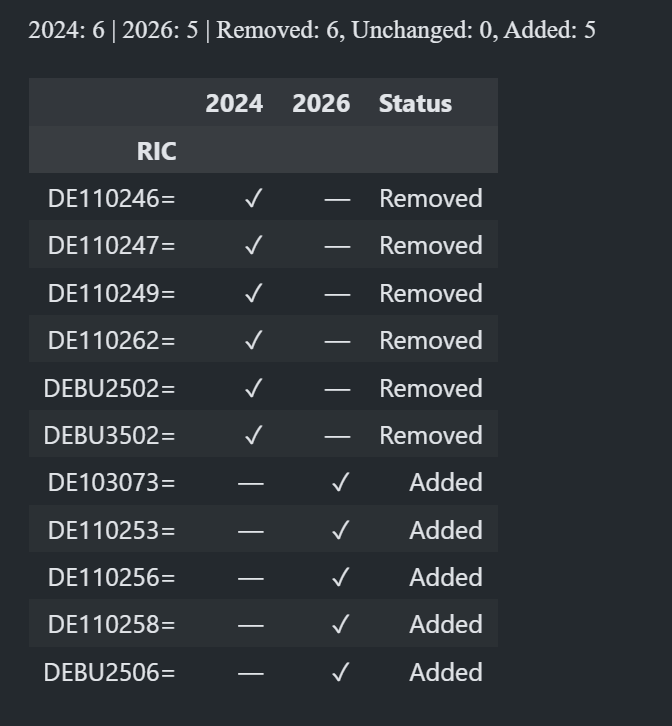 2024: 6 | 2026: 5 | Removed: 6, Unchanged: 0, Added: 5
2024 2026 Status
RIC
DE110246= ✓ — Removed
DE110247= ✓ — Removed
DE110249= ✓ — Removed
DE110262= ✓ — Removed
DEBU2502= ✓ — Removed
DEBU3502= ✓ — Removed
DE103073= — ✓ Added
DE110253= — ✓ Added
DE110256= — ✓ Added
DE110258= — ✓ Added
DEBU2506= — ✓ Added